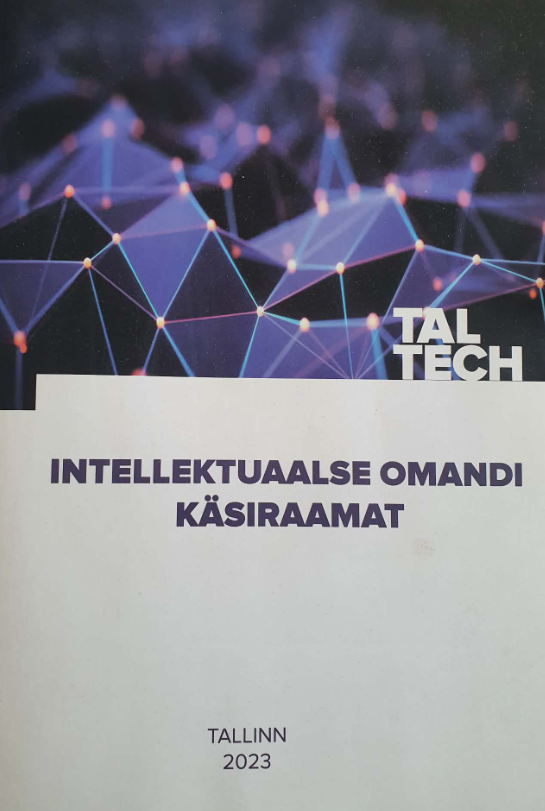 TAL
TECH
INTELLEKTUAALSE OMANDI
KÄSIRAAMAT
TALLINN
2023